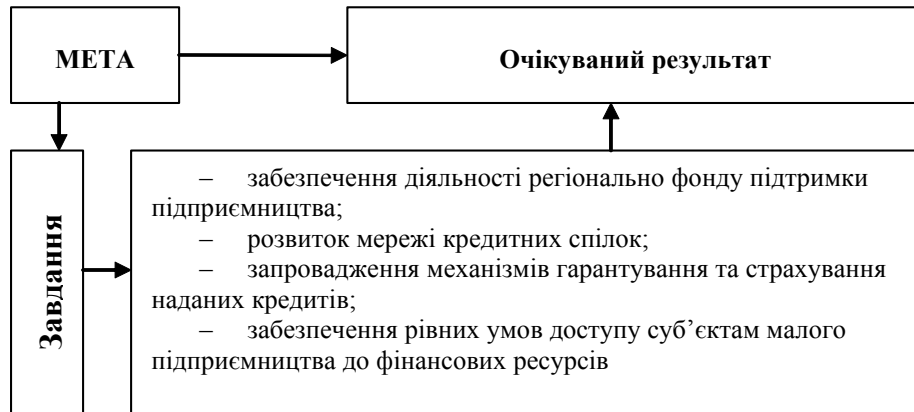 МЕТА
Очікуваний результат
Завдання
– забезпечення діяльності регіонально фонду підтримки
підприємництва;
– розвиток мережі кредитних спілок;
– запровадження механізмів гарантування та страхування
наданих кредитів;
– забезпечення рівних умов доступу суб’єктам малого
підприємництва до фінансових ресурсів